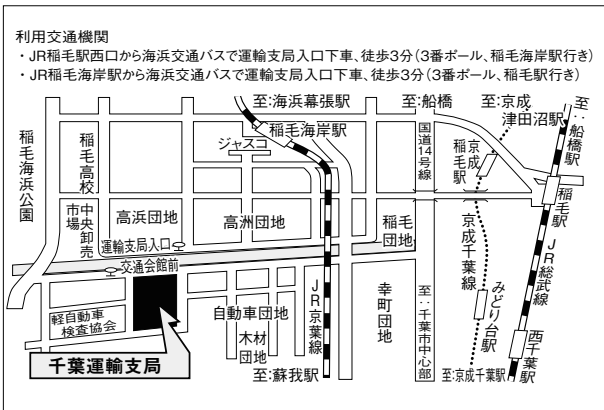 利用交通機関
・JR稲毛駅西口から海浜交通バスで運輸支局入口下車、徒歩3分(3番ポール、稲毛海岸駅行き)
・JR稲毛海岸駅から海浜交通バスで運輸支局入口下車、徒歩3分(3番ポール、稲毛駅行き)
至:海浜幕張駅
至:船橋
至:京成
津田沼駅
至:船橋駅
稲毛海浜公園
稲毛高校
ジャスコ
稲毛海岸駅
国道14号線
京成
稲毛駅
稲毛駅
中央卸売
市場
高浜団地
高洲団地
稲毛
団地
京成千葉線
JR総武線
運輸支局入口
交通会館前
軽自動車
検査協会
自動車団地
木材
団地
JR京葉線
幸町団地
至:千葉市中心部
みどり台駅
西千葉駅
千葉運輸支局
至:蘇我駅
至:京成千葉駅